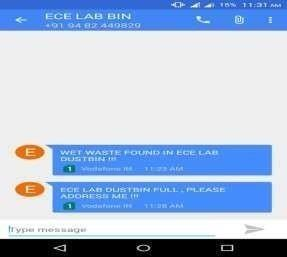 15% 11:31 AM
ECE LAB BIN
+91 94 82 449829
E
WET WASTE FOUND IN ECE LAB
DUSTBIN !!!
1 Vodafone IN 11:23 AM
E
ECE LAB DUSTBIN FULL , PLEASE
ADDRESS ME !!!
1 Vodafone IN 11:28 AM
Type message